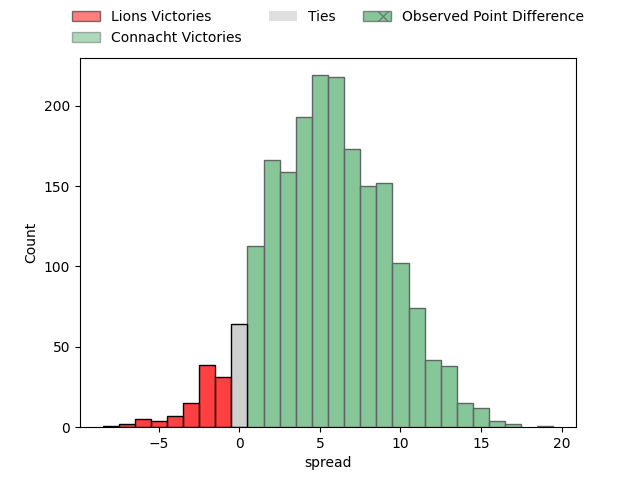 Lions Victories
Ties
Observed Point Difference
Connacht Victories
200
150
100
50
0
Count
−5
0
5
10
15
20
spread